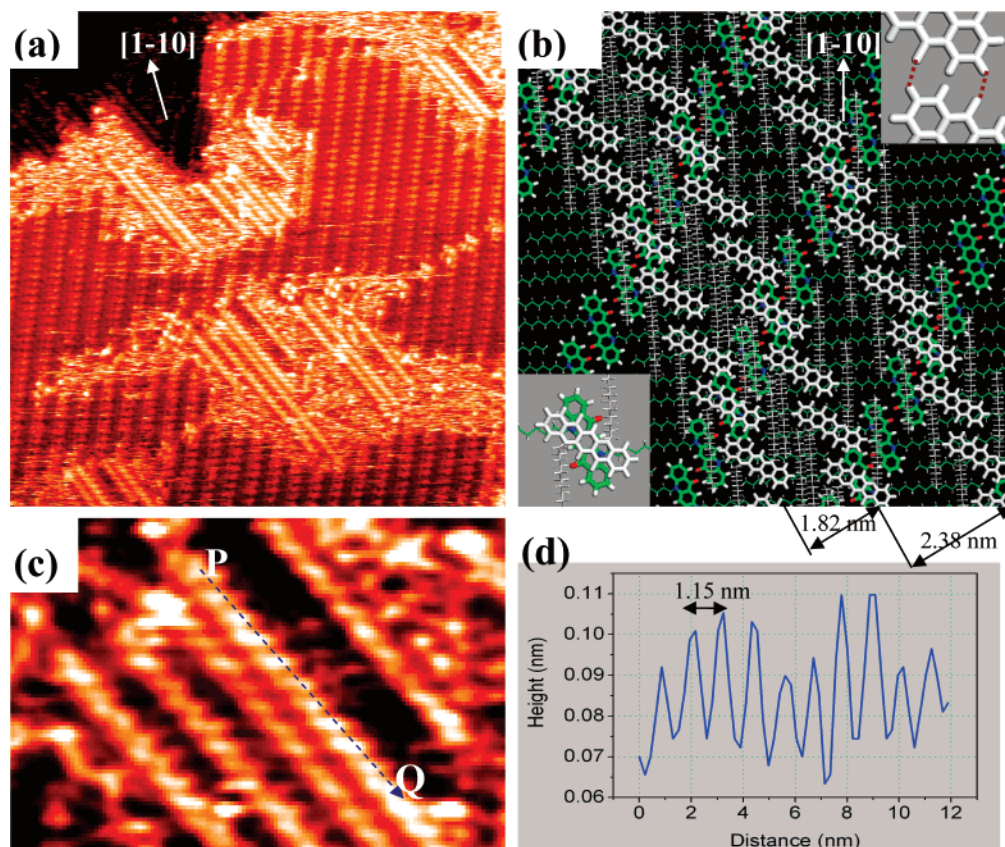 (a)
[1-10]
(b)
[1-10]
1.82 nm
2.38 nm
(c)
P
Q
(d)
1.15 nm
0.11
0.10
0.09
0.08
0.07
0.06
Height (nm)
0 2 4 6 8 10 12
Distance (nm)